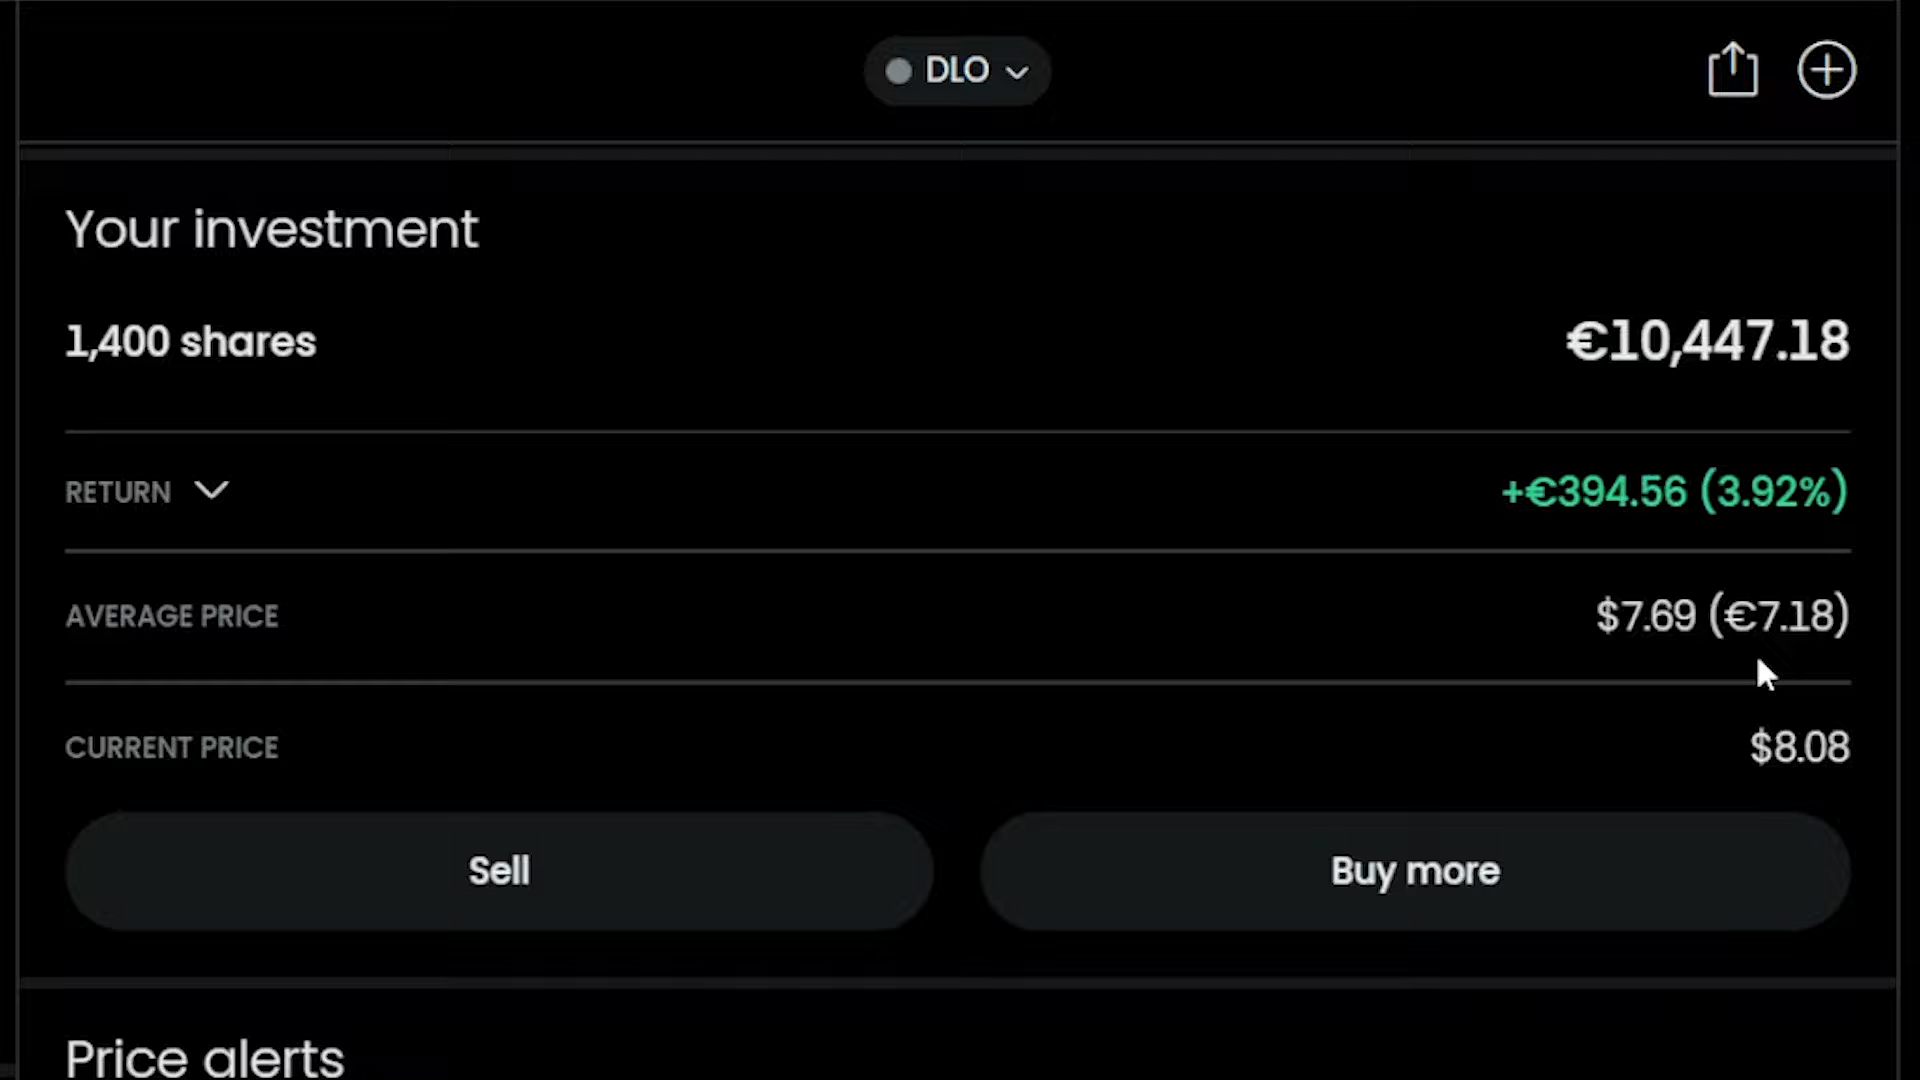 DLO
Your investment
1,400 shares €10,447.18
RETURN +€394.56 (3.92%)
AVERAGE PRICE $7.69 (€7.18)
CURRENT PRICE $8.08
Sell Buy more
Price alerts